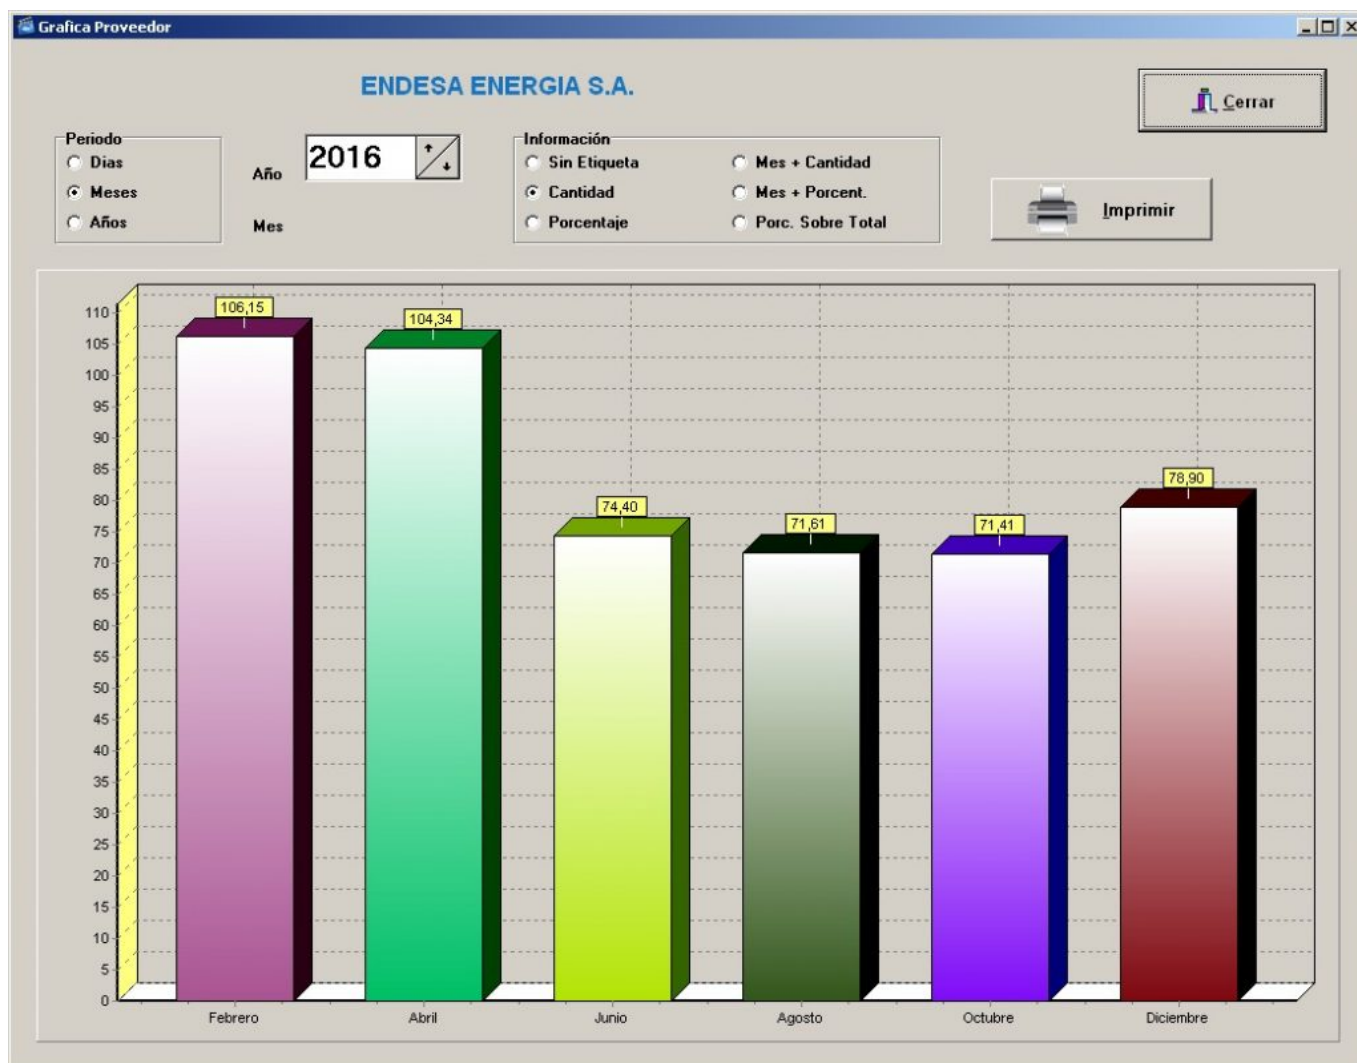 Grafica Proveedor
ENDESA ENERGIA S.A.
Cerrar
Periodo
Dias
Meses
Años
Año
2016
Mes
Información
Sin Etiqueta
Cantidad
Porcentaje
Mes + Cantidad
Mes + Porcent.
Porc. Sobre Total
Imprimir
110
105
100
95
90
85
80
75
70
65
60
55
50
45
40
35
30
25
20
15
10
5
0
106,15
104,34
74,40
71,61
71,41
78,90
Febrero
Abril
Junio
Agosto
Octubre
Diciembre